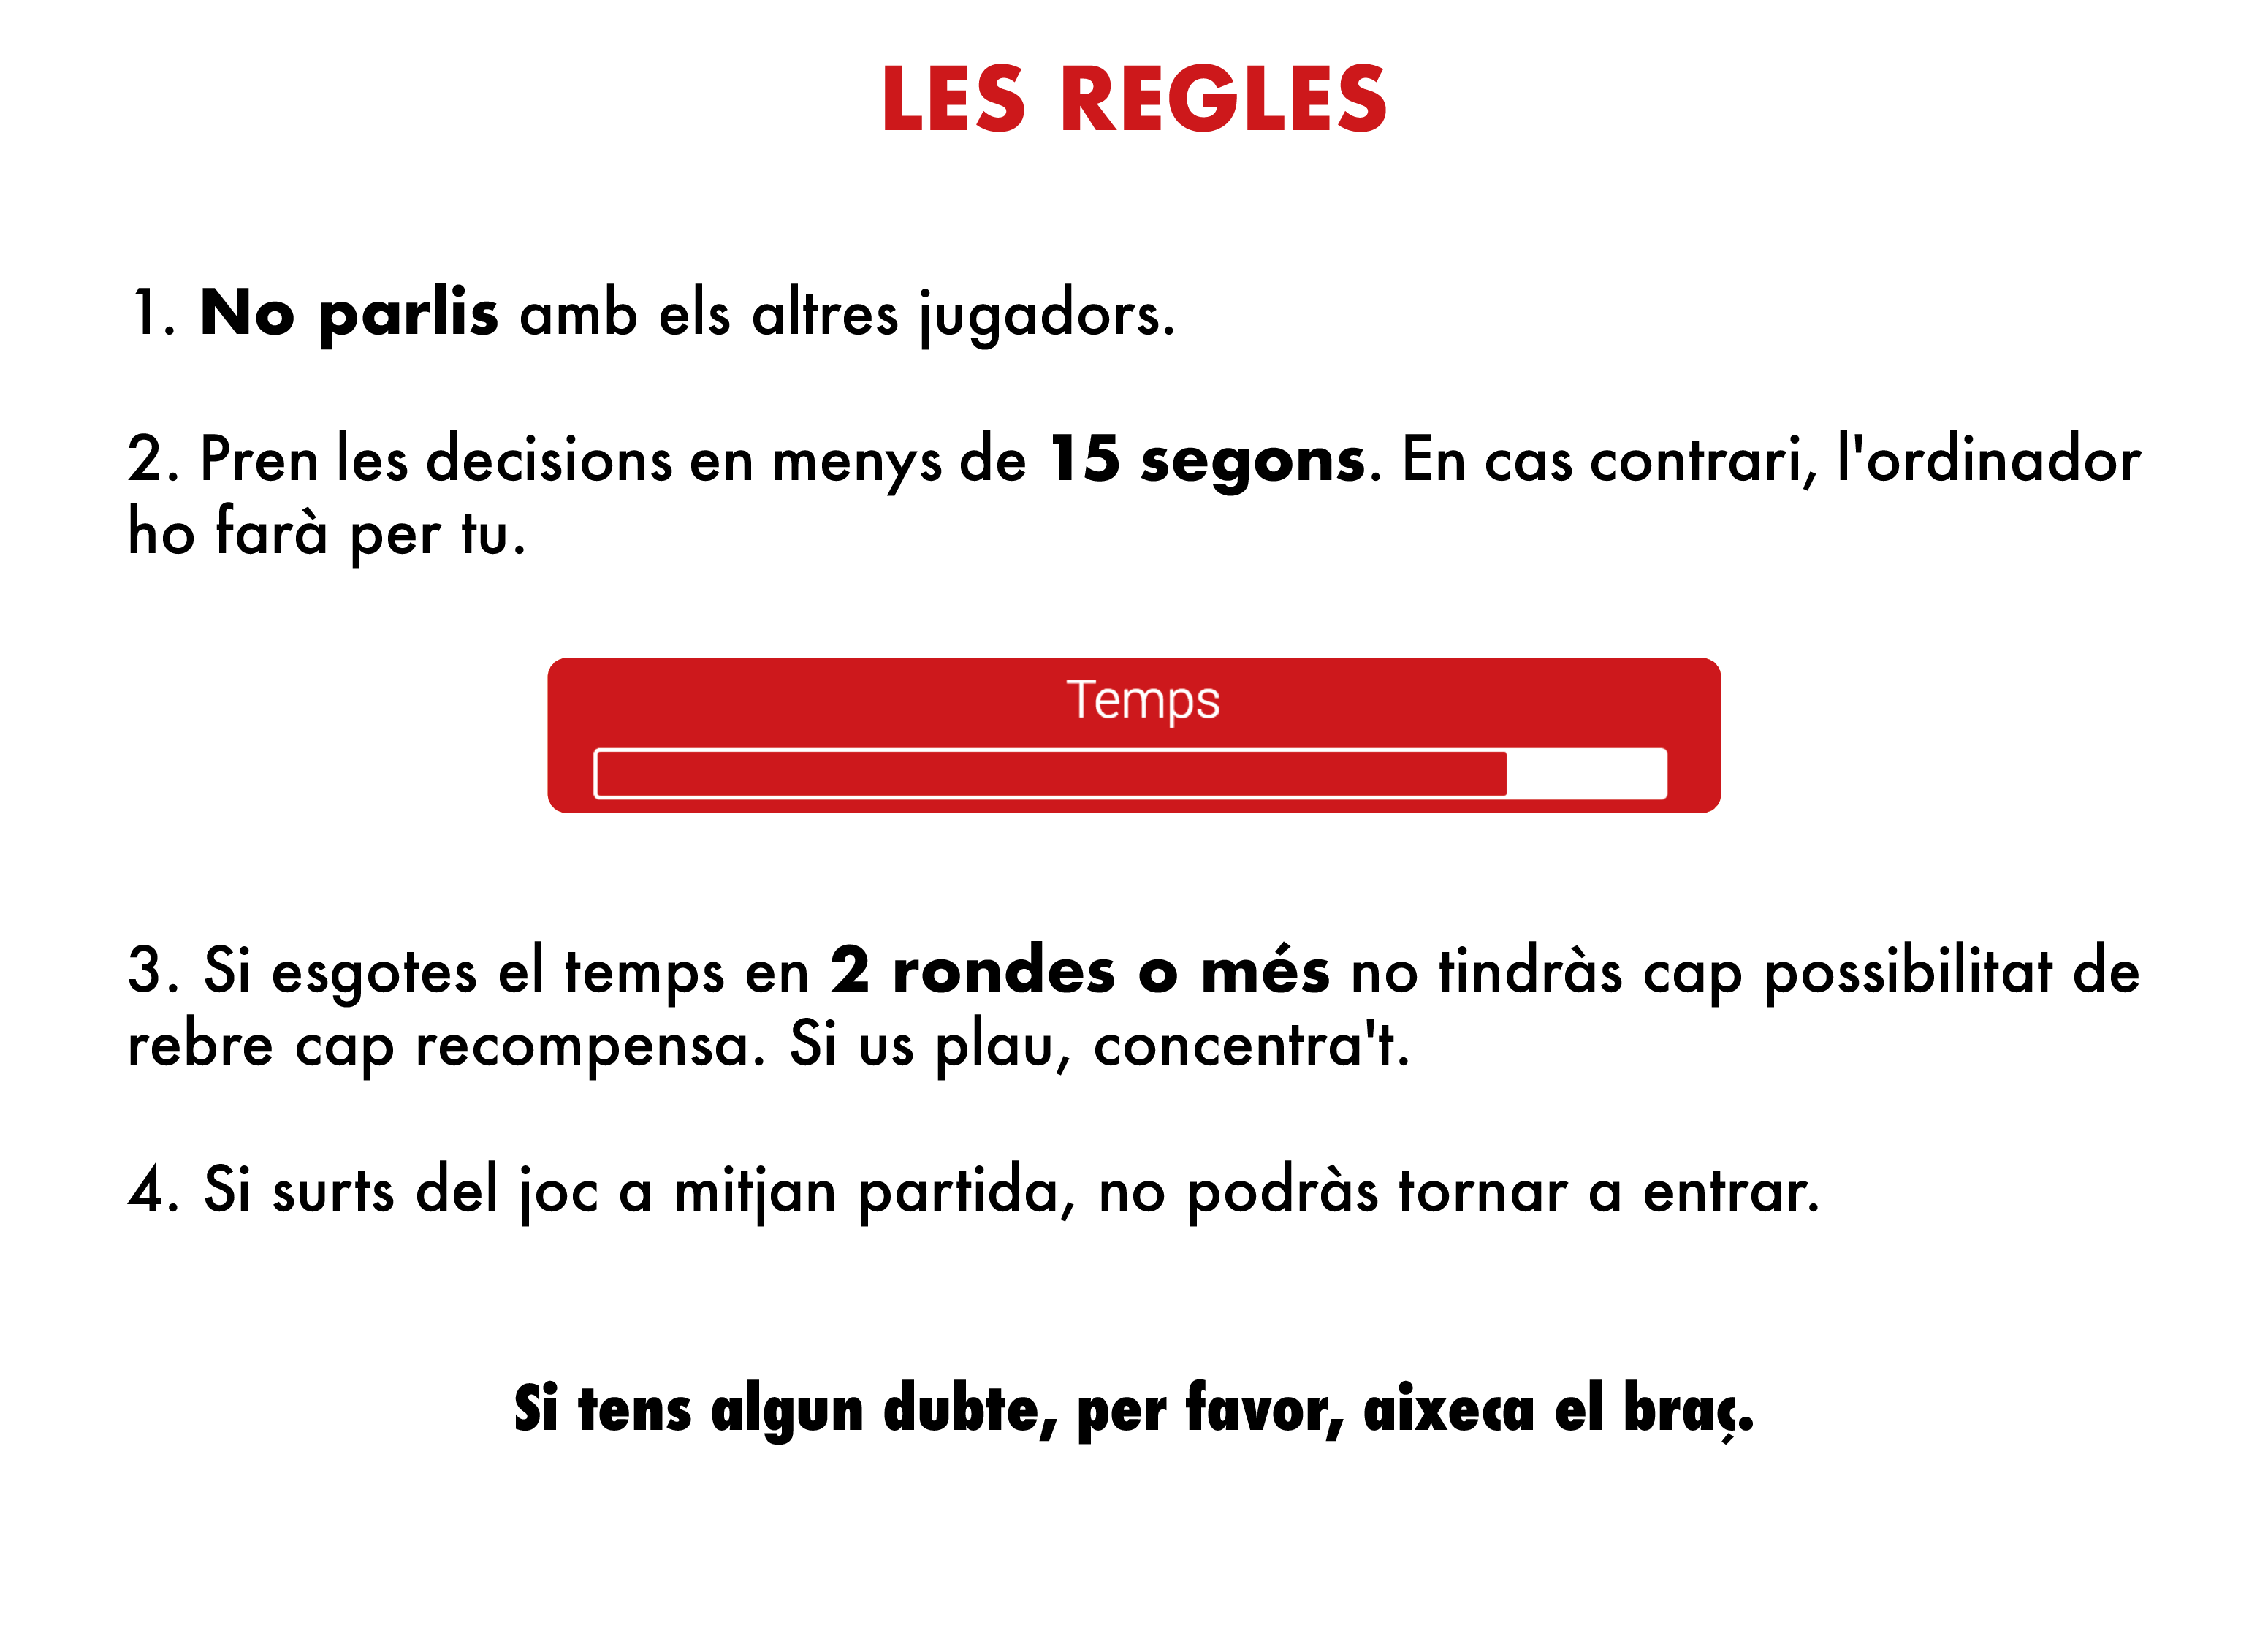 LES REGLES
1. No parlis amb els altres jugadors.
2. Pren les decisions en menys de 15 segons. En cas contrari, l'ordinador
ho farà per tu.
Temps
3. Si esgotes el temps en 2 rondes o més no tindràs cap possibilitat de
rebre cap recompensa. Si us plau, concentra't.
4. Si surts del joc a mitjan partida, no podràs tornar a entrar.
Si tens algun dubte, per favor, aixeca el braç.